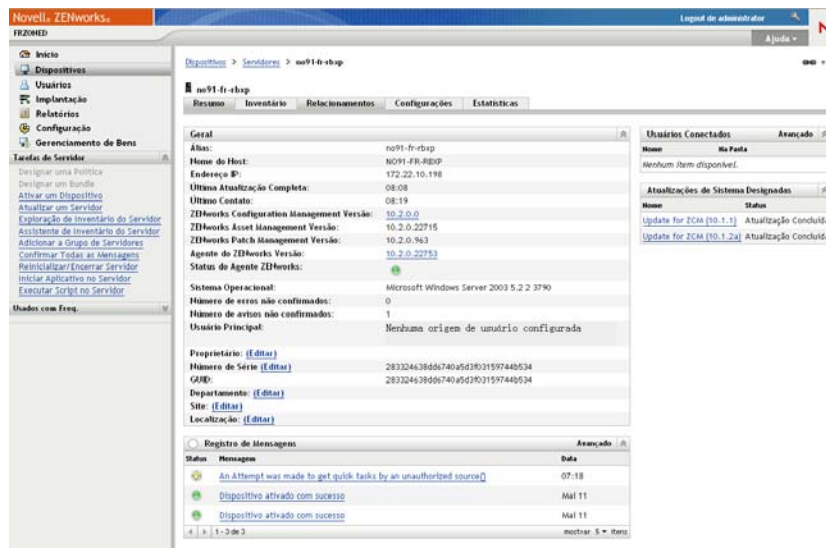 Novell® ZENworks®
Logout de administrator
FRZONED
Ajuda
Início
Dispositivos
Usuários
Implantação
Relatórios
Configuração
Gerenciamento de Bens
Tarefas de Servidor
Designar uma Política
Designar um Bundle
Ativar um Dispositivo
Atualizar um Servidor
Exploração de Inventário do Servidor
Assistente de Inventário do Servidor
Adicionar a Grupo de Servidores
Confirmar Todas as Mensagens
Reinicializar/Encerrar Servidor
Iniciar Aplicativo no Servidor
Executar Script no Servidor
Usados com Freq.
Dispositivos > Servidores > no91-fr-rbxp
no91-fr-rbxp
Resumo Inventário Relacionamentos Configurações Estatísticas
Geral
Álias: no91-fr-rbxp
Nome do Host: NO91-FR-RBXP
Endereço IP: 172.22.10.198
Última Atualização Completa: 08:08
Último Contato: 08:19
ZENworks Configuration Management Versão: 10.2.0.0
ZENworks Asset Management Versão: 10.2.0.22715
ZENworks Patch Management Versão: 10.2.0.963
Agente do ZENworks Versão: 10.2.0.22753
Status do Agente ZENworks:
Sistema Operacional: Microsoft Windows Server 2003 5.2 2 3790
Número de erros não confirmados: 0
Número de avisos não confirmados: 1
Usuário Principal: Nenhuma origem de usuário configurada
Proprietário: (Editar)
Número de Série (Editar) 283324638dd6740a5d3f03159744b534
GUID: 283324638dd6740a5d3f03159744b534
Departamento: (Editar)
Site: (Editar)
Localização: (Editar)
Registro de Mensagens Avançado
Status Mensagem Data
An Attempt was made to get quick tasks by an unauthorized source() 07:18
Dispositivo ativado com sucesso Mai 11
Dispositivo ativado com sucesso Mai 11
1 - 3 de 3 mostrar 5 itens
Usuários Conectados Avançado
Nome Na Pasta
Nenhum item disponível.
Atualizações de Sistema Designadas
Nome Status
Update for ZCM (10.1.1) Atualização Concluíd
Update for ZCM (10.1.2a) Atualização Concluíd